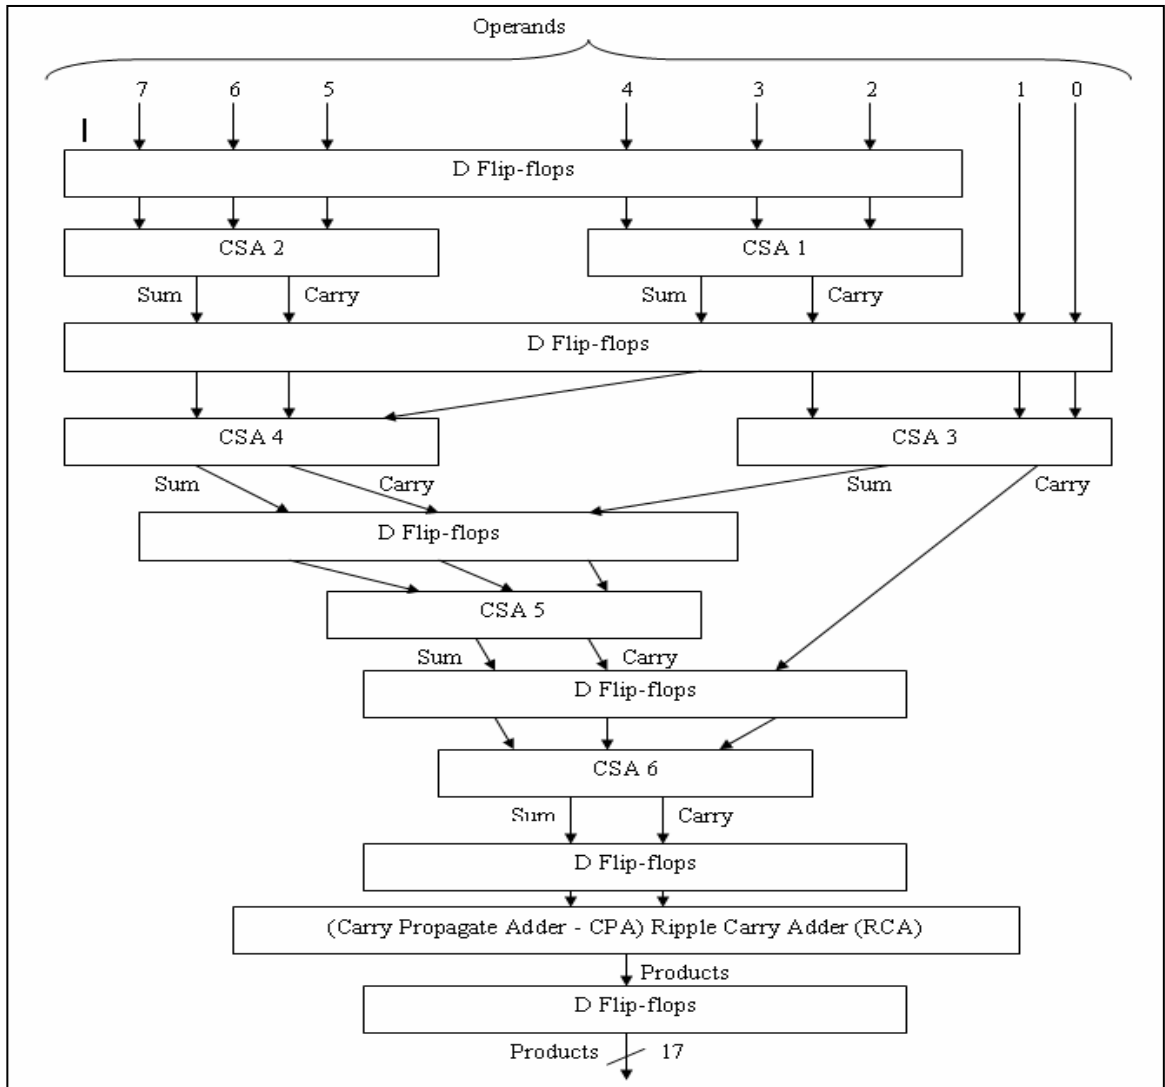 Operands
7 6 5 4 3 2 1 0
D Flip-flops
CSA 2 CSA 1
Sum Carry Sum Carry
D Flip-flops
CSA 4 CSA 3
Sum Carry Sum Carry
D Flip-flops
CSA 5
Sum Carry
D Flip-flops
CSA 6
Sum Carry
D Flip-flops
(Carry Propagate Adder - CPA) Ripple Carry Adder (RCA)
Products
D Flip-flops
Products 17